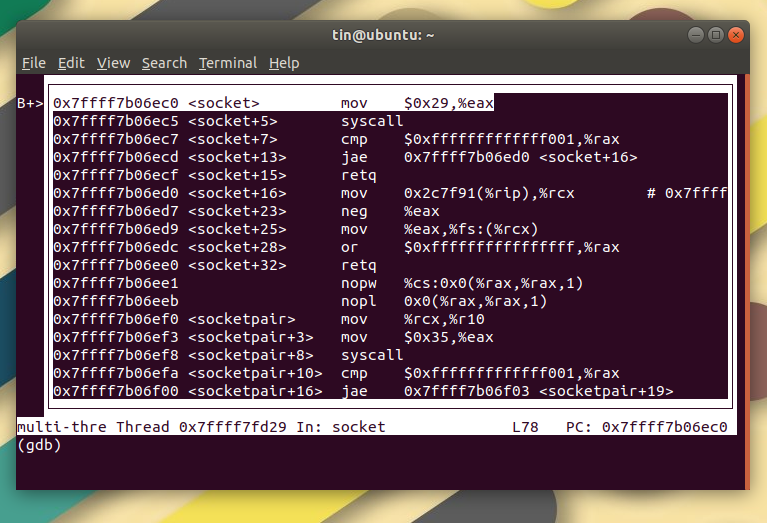 tin@ubuntu: ~
File Edit View Search Terminal Help
B+> 0x7ffff7b06ec0 <socket> mov $0x29,%eax
0x7ffff7b06ec5 <socket+5> syscall
0x7ffff7b06ec7 <socket+7> cmp $0xfffffffffffff001,%rax
0x7ffff7b06ecd <socket+13> jae 0x7ffff7b06ed0 <socket+16>
0x7ffff7b06ecf <socket+15> retq
0x7ffff7b06ed0 <socket+16> mov 0x2c7f91(%rip),%rcx # 0x7ffff
0x7ffff7b06ed7 <socket+23> neg %eax
0x7ffff7b06ed9 <socket+25> mov %eax,%fs:(%rcx)
0x7ffff7b06edc <socket+28> or $0xffffffffffffffff,%rax
0x7ffff7b06ee0 <socket+32> retq
0x7ffff7b06ee1 nopw %cs:0x0(%rax,%rax,1)
0x7ffff7b06eeb nopl 0x0(%rax,%rax,1)
0x7ffff7b06ef0 <socketpair> mov %rcx,%r10
0x7ffff7b06ef3 <socketpair+3> mov $0x35,%eax
0x7ffff7b06ef8 <socketpair+8> syscall
0x7ffff7b06efa <socketpair+10> cmp $0xfffffffffffff001,%rax
0x7ffff7b06f00 <socketpair+16> jae 0x7ffff7b06f03 <socketpair+19>
multi-thre Thread 0x7ffff7fd29 In: socket L78 PC: 0x7ffff7b06ec0
(gdb)